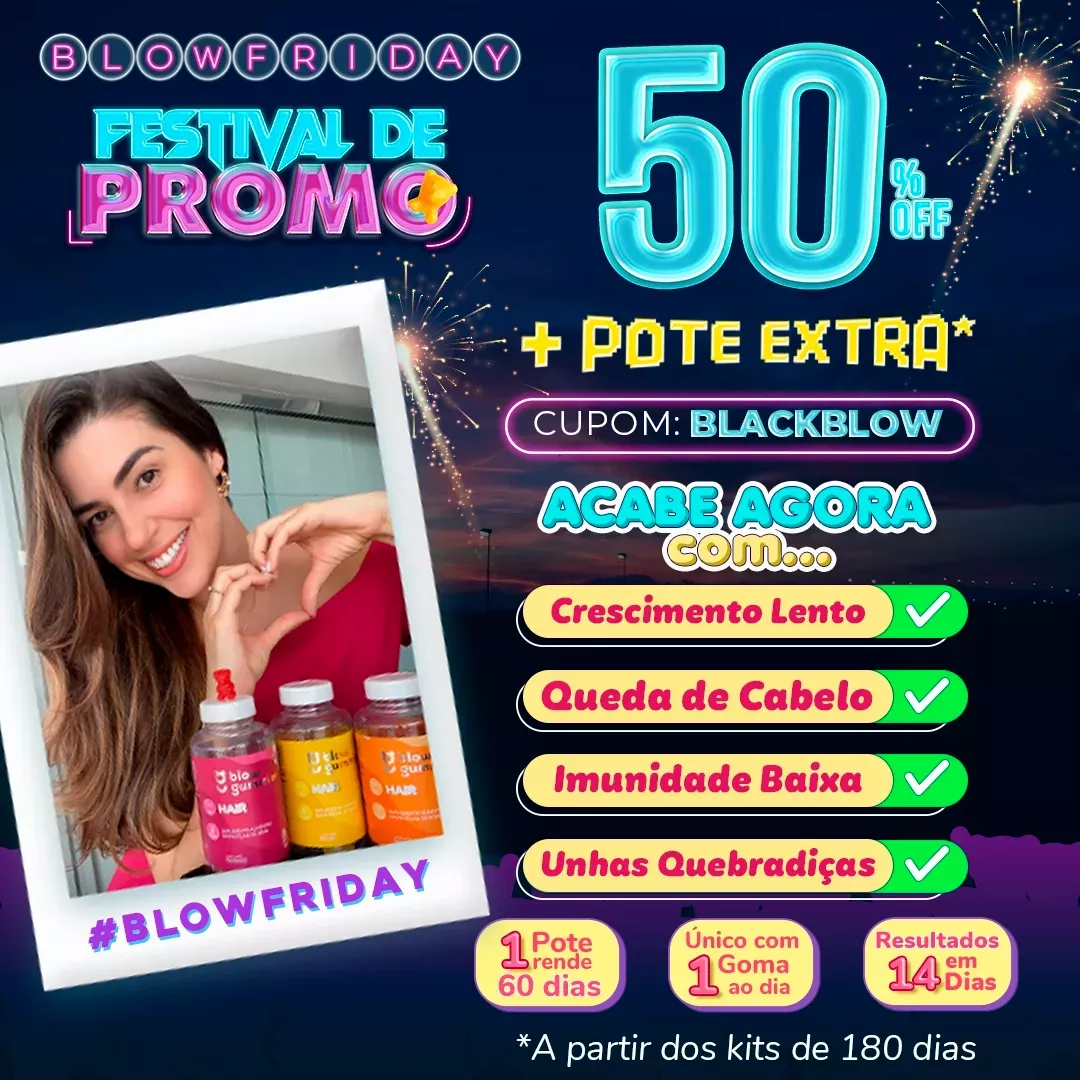 BLOWFRIDAY
FESTIVAL DE
PROMO
50
%
OFF
+ POTE EXTRA*
CUPOM: BLACKBLOW
ACABE AGORA
com...
Crescimento Lento
Queda de Cabelo
Imunidade Baixa
Unhas Quebradiças
blow
HAIR
HAIR
blow
HAIR
#BLOWFRIDAY
1 Pote
rende
60 dias
Único com
1 Goma
ao dia
Resultados
14 em
Dias
*A partir dos kits de 180 dias